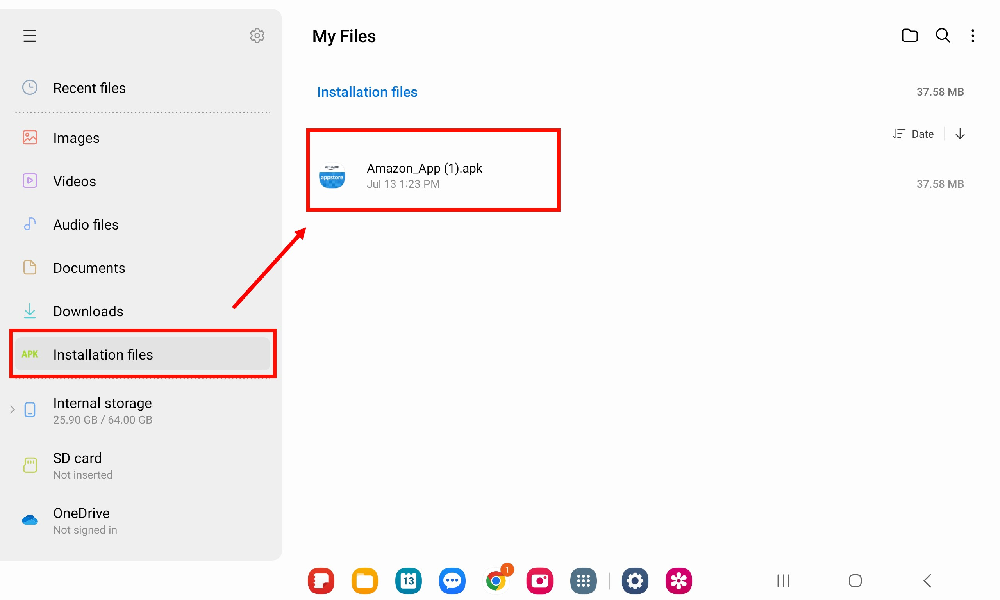 My Files
Recent files
Images
Videos
Audio files
Documents
Downloads
APK Installation files
Internal storage
25.90 GB / 64.00 GB
SD card
Not inserted
OneDrive
Not signed in
Installation files
37.58 MB
Date
amazon
appstore
Amazon_App (1).apk
Jul 13 1:23 PM
37.58 MB
13
1